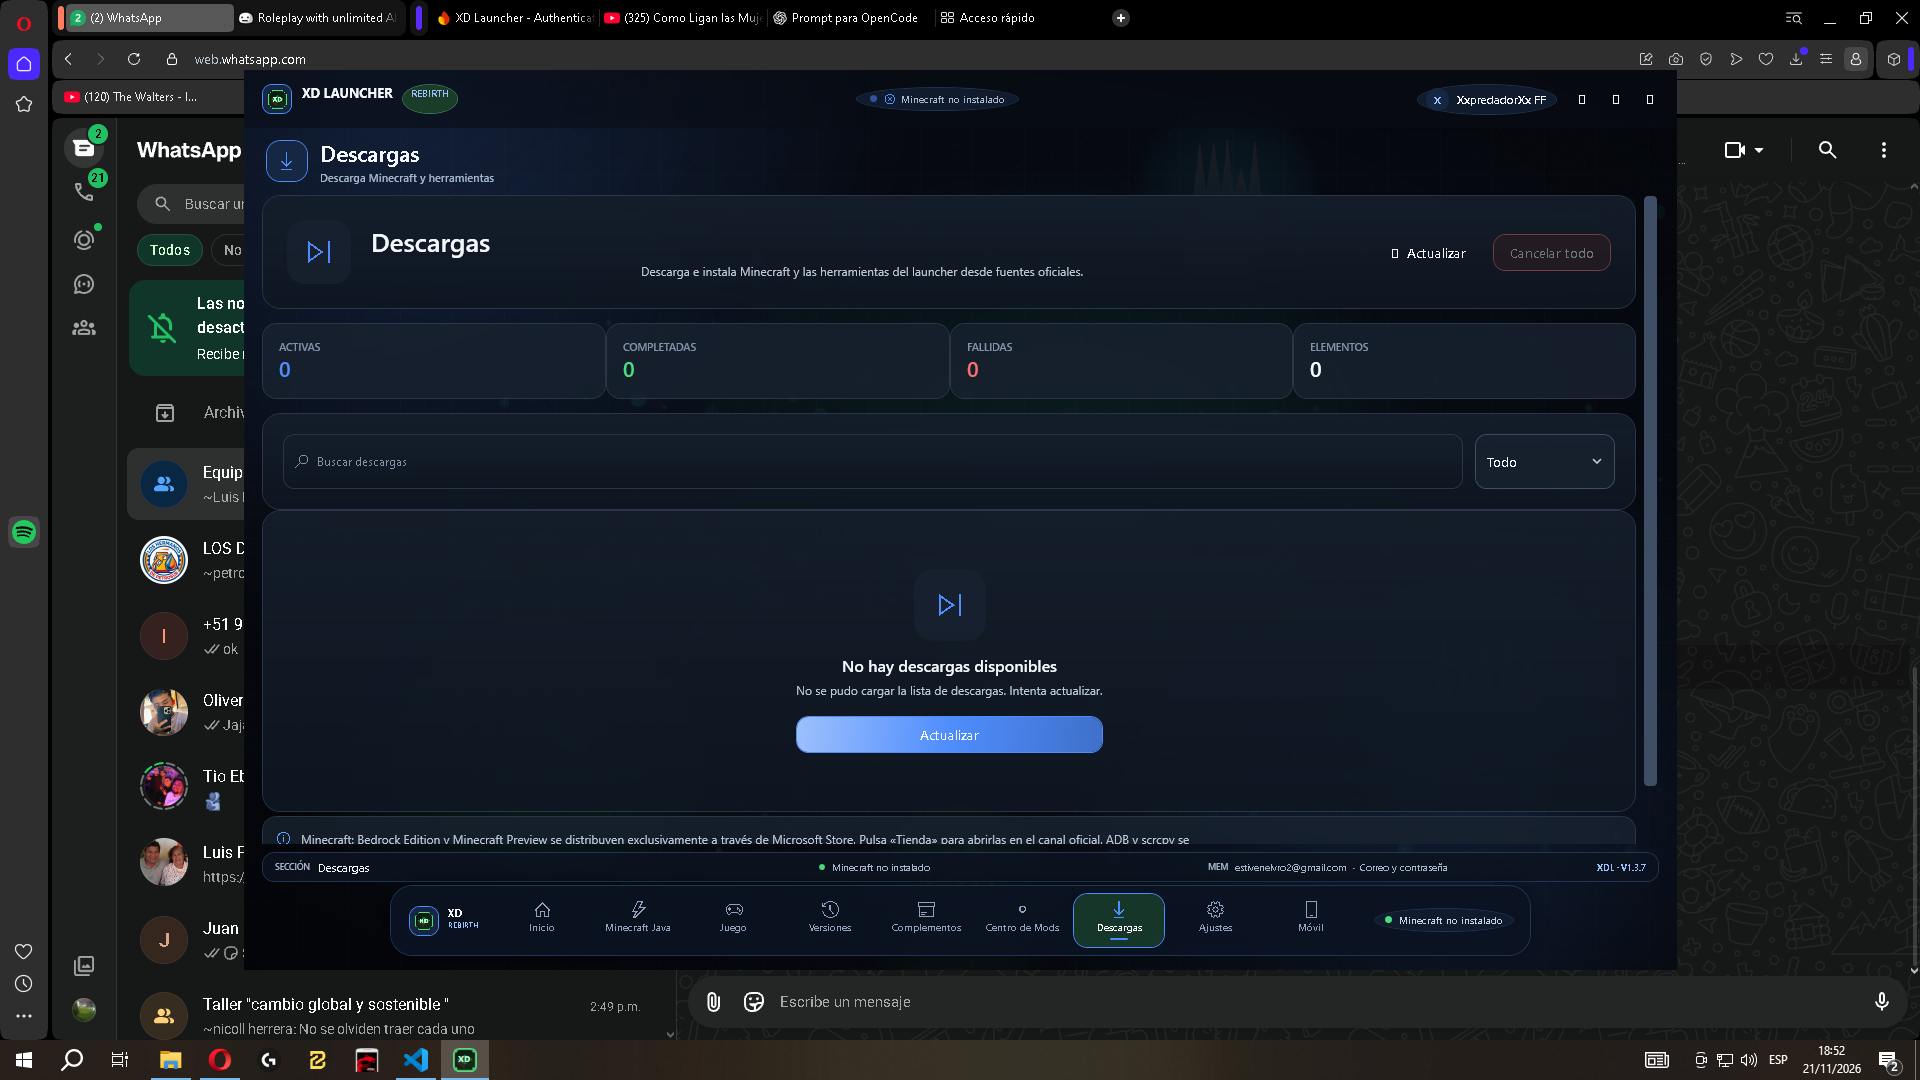 (2) WhatsApp
Roleplay with unlimited AI
XD Launcher - Authentica
(325) Como Ligan las Muj
Prompt para OpenCode
Acceso rápido
web.whatsapp.com
(120) The Walters - I...
XD LAUNCHER
REBIRTH
Minecraft no instalado
X XxpredadorXx FF
2
WhatsApp
21
Descargas
Descarga Minecraft y herramientas
Buscar un
Todos
No
Descargas
Descarga e instala Minecraft y las herramientas del launcher desde fuentes oficiales.
Actualizar
Cancelar todo
Las no
desact
Recibe
ACTIVAS
0
COMPLETADAS
0
FALLIDAS
0
ELEMENTOS
0
Archiv
Buscar descargas
Todo
Equip
~Luis
LOS D
~petro
+51 9
ok
Oliver
Jaja
Tio Eb
Luis F
https:/
Juan
No hay descargas disponibles
No se pudo cargar la lista de descargas. Intenta actualizar.
Actualizar
Minecraft: Bedrock Edition y Minecraft Preview se distribuyen exclusivamente a través de Microsoft Store. Pulsa «Tienda» para abrirlas en el canal oficial. ADB y scrcpy se
SECCIÓN Descargas
Minecraft no instalado
MEM estivenelvro2@gmail.com - Correo y contraseña
XDL - V1.3.7
XD
REBIRTH
Inicio
Minecraft Java
Juego
Versiones
Complementos
Centro de Mods
Descargas
Ajustes
Móvil
Minecraft no instalado
Taller "cambio global y sostenible "
2:49 p.m.
~nicoll herrera: No se olviden traer cada uno
Escribe un mensaje
ESP
18:52
21/11/2026
2